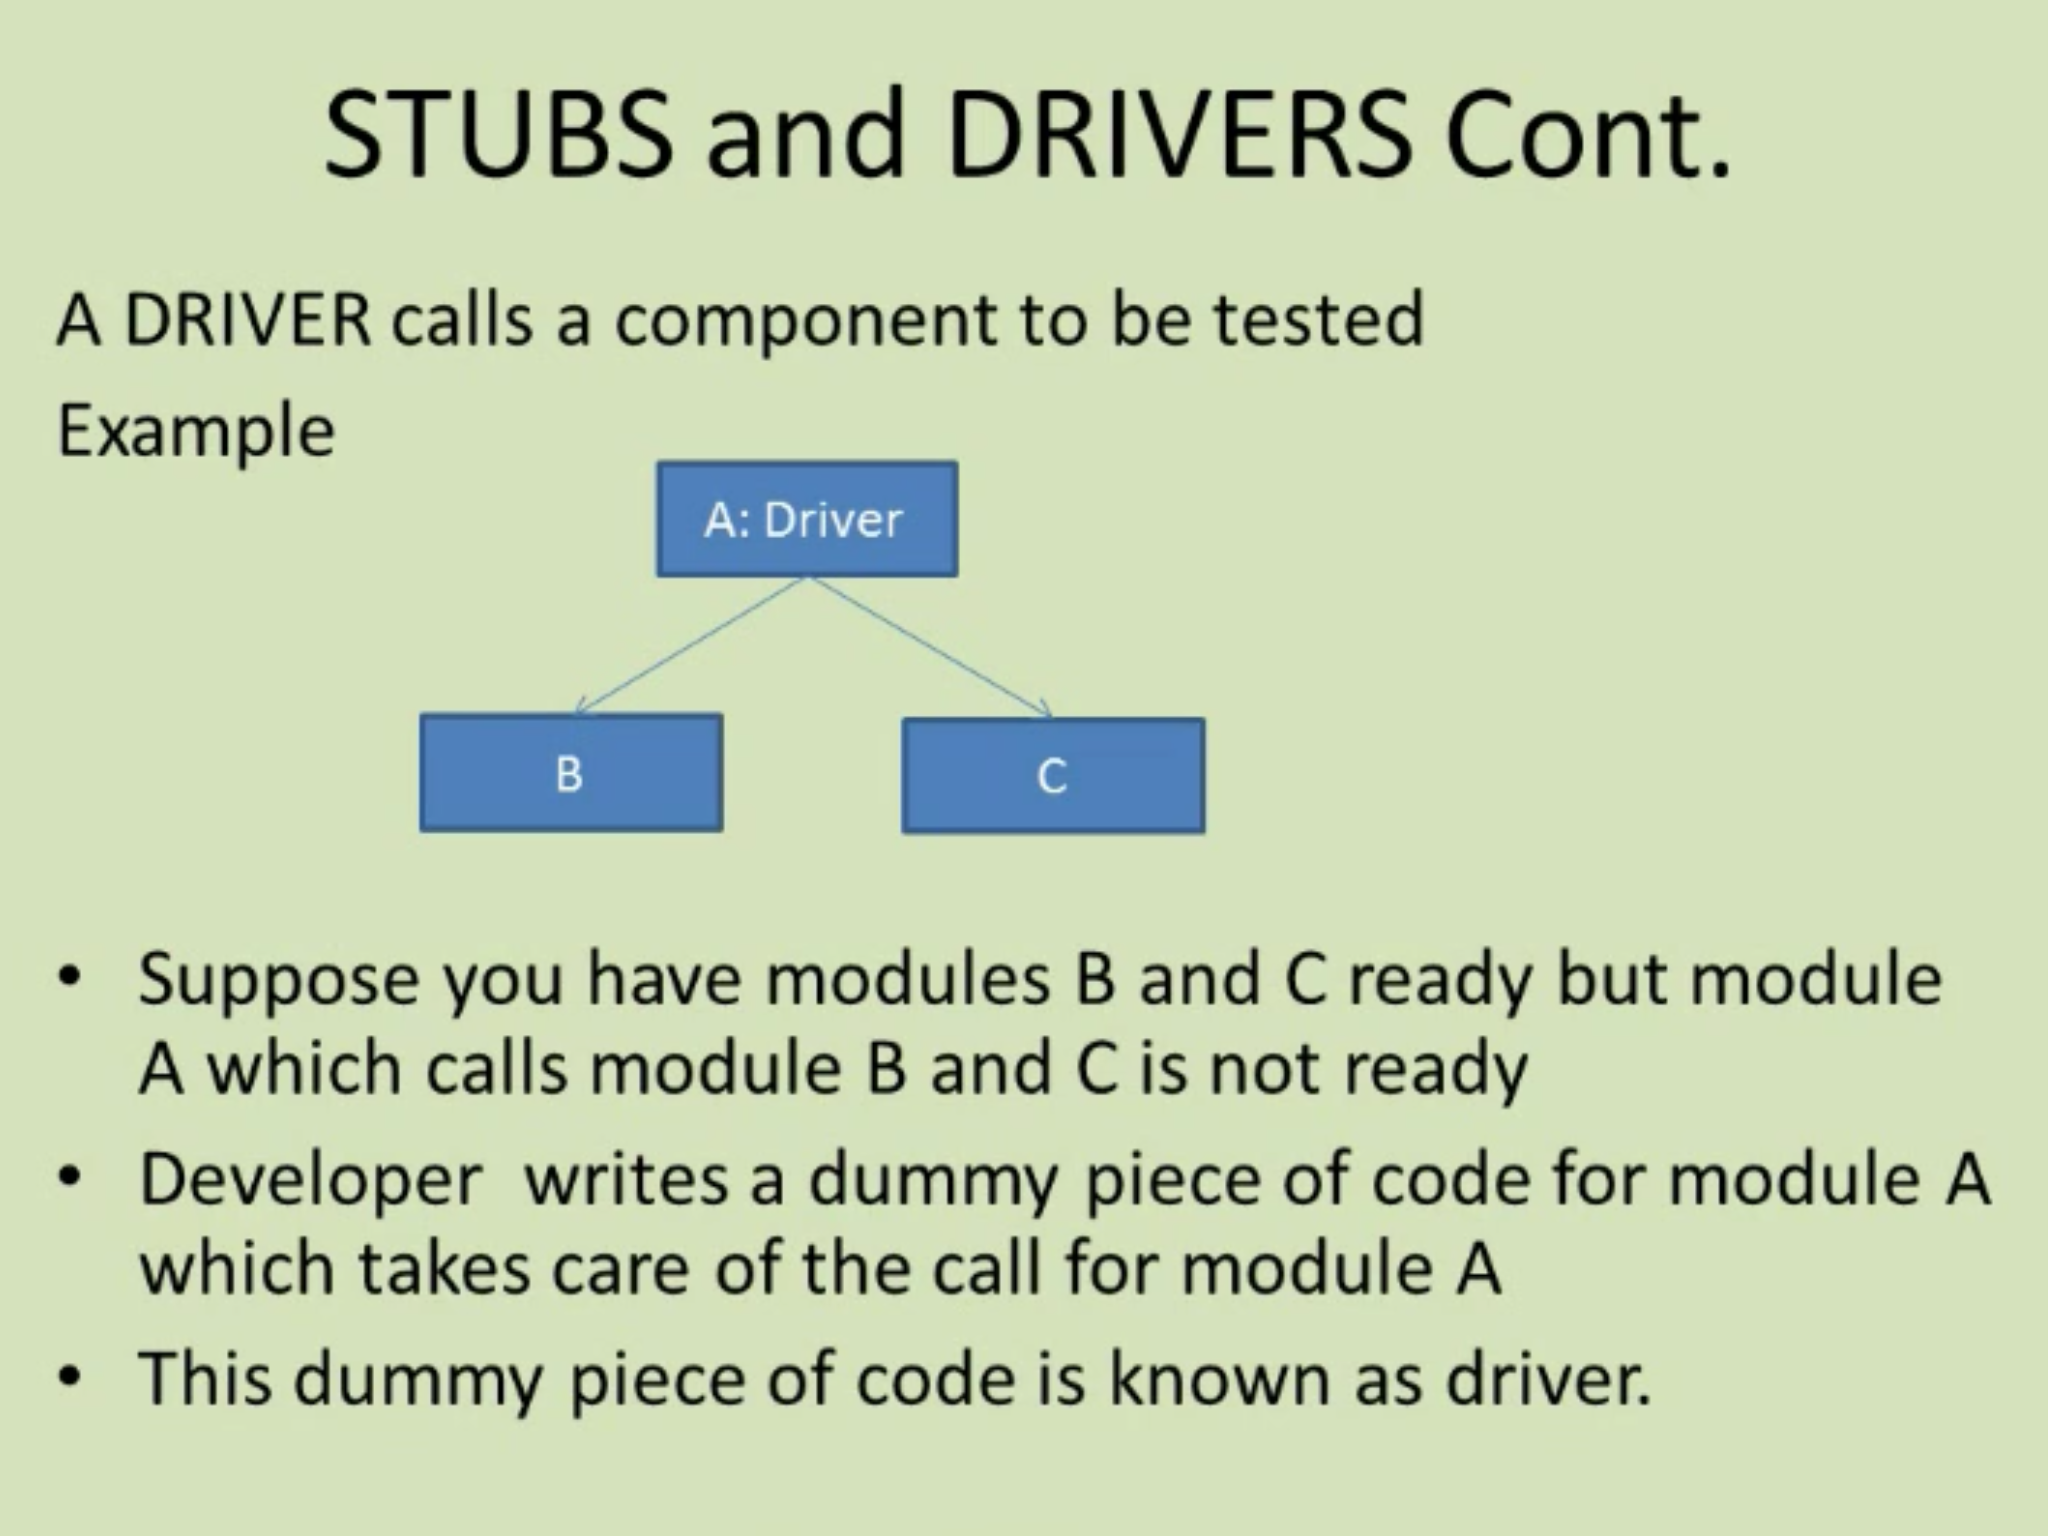 STUBS and DRIVERS Cont.
A DRIVER calls a component to be tested
Example
A: Driver
B
C
• Suppose you have modules B and C ready but module
A which calls module B and C is not ready
• Developer  writes a dummy piece of code for module A
which takes care of the call for module A
• This dummy piece of code is known as driver.